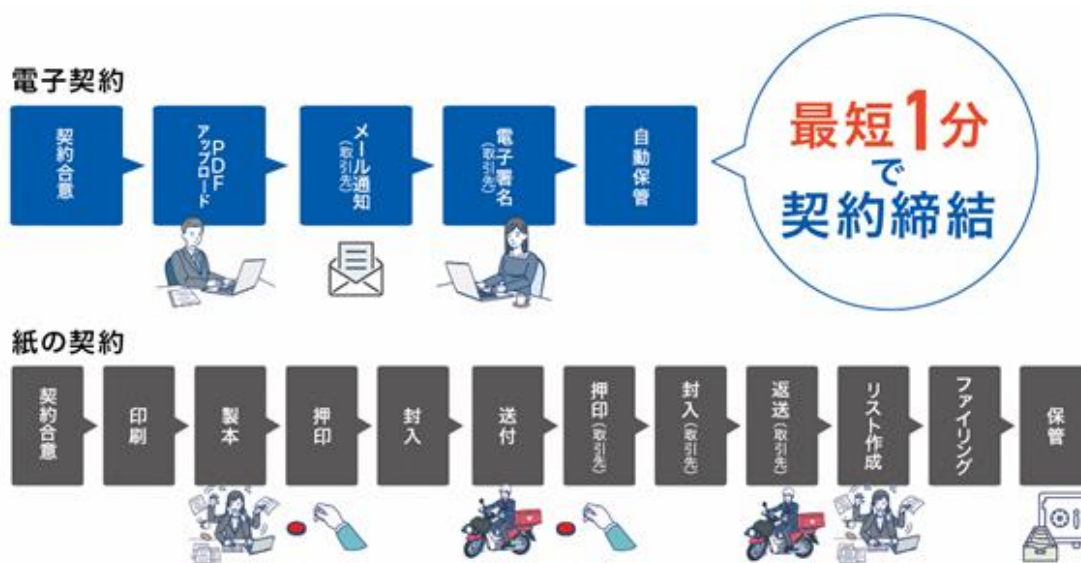 電子契約
契約合意
PDF
アップロード
メール通知
(取引先)
電子署名
(取引先)
自動保管
最短1分
で
契約締結
紙の契約
契約合意
印刷
製本
押印
封入
送付
押印(取引先)
封入(取引先)
返送(取引先)
リスト作成
ファイリング
保管